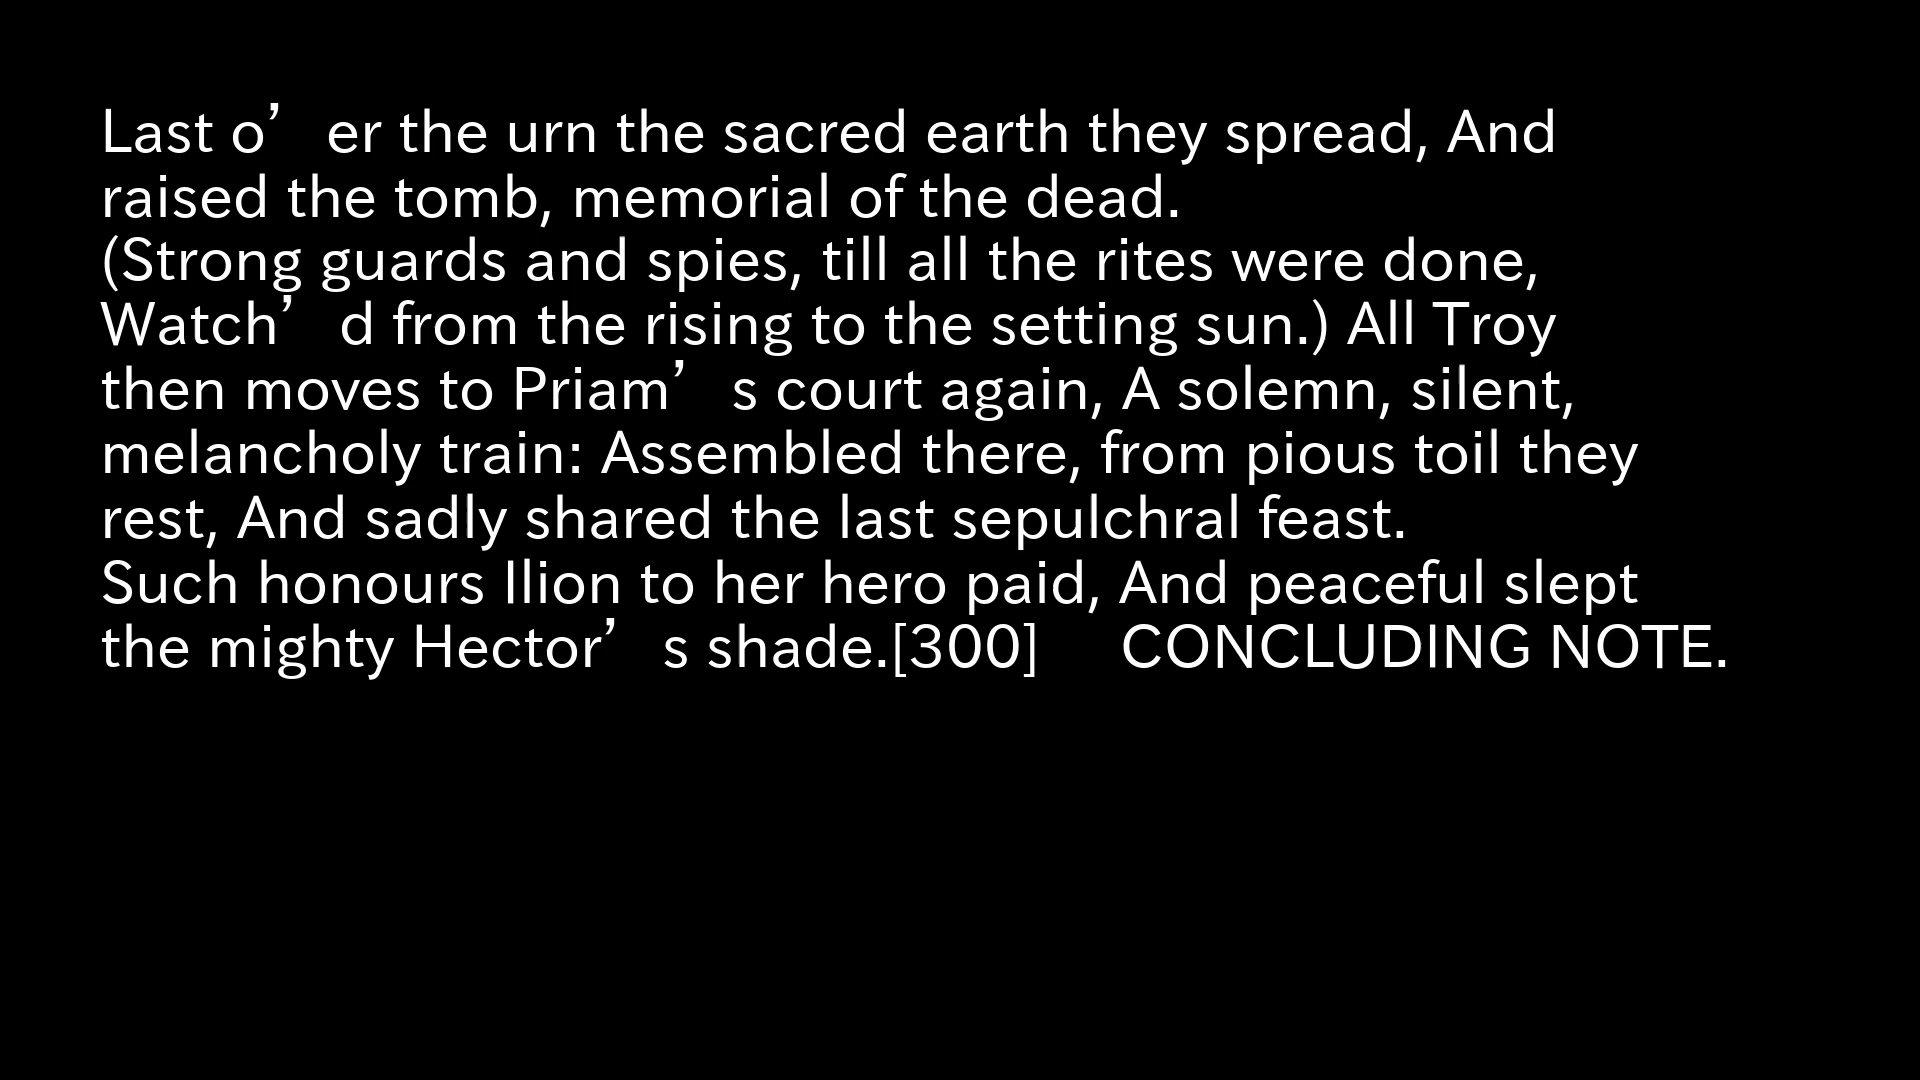 Last o’er the urn the sacred earth they spread, And
raised the tomb, memorial of the dead.
(Strong guards and spies, till all the rites were done,
Watch’d from the rising to the setting sun.) All Troy
then moves to Priam’s court again, A solemn, silent,
melancholy train: Assembled there, from pious toil they
rest, And sadly shared the last sepulchral feast.
Such honours Ilion to her hero paid, And peaceful slept
the mighty Hector’s shade.[300]  CONCLUDING NOTE.